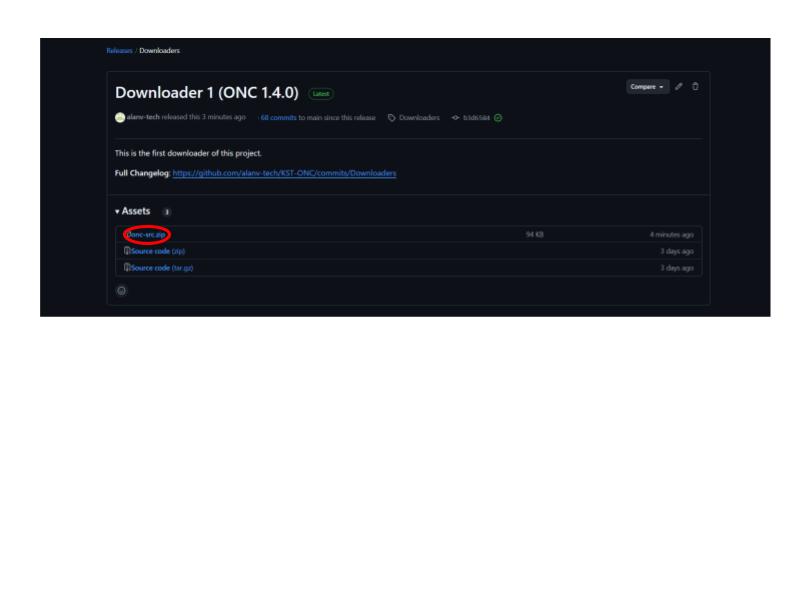 Releases / Downloaders
Downloader 1 (ONC 1.4.0) Latest
Compare
alanv-tech released this 3 minutes ago · 68 commits to main since this release Downloaders
This is the first downloader of this project.
Full Changelog: https://github.com/alanv-tech/KST-ONC/commits/Downloaders
Assets 3
onc-src.zip 94 KB 4 minutes ago
Source code (zip) 3 days ago
Source code (tar.gz) 3 days ago